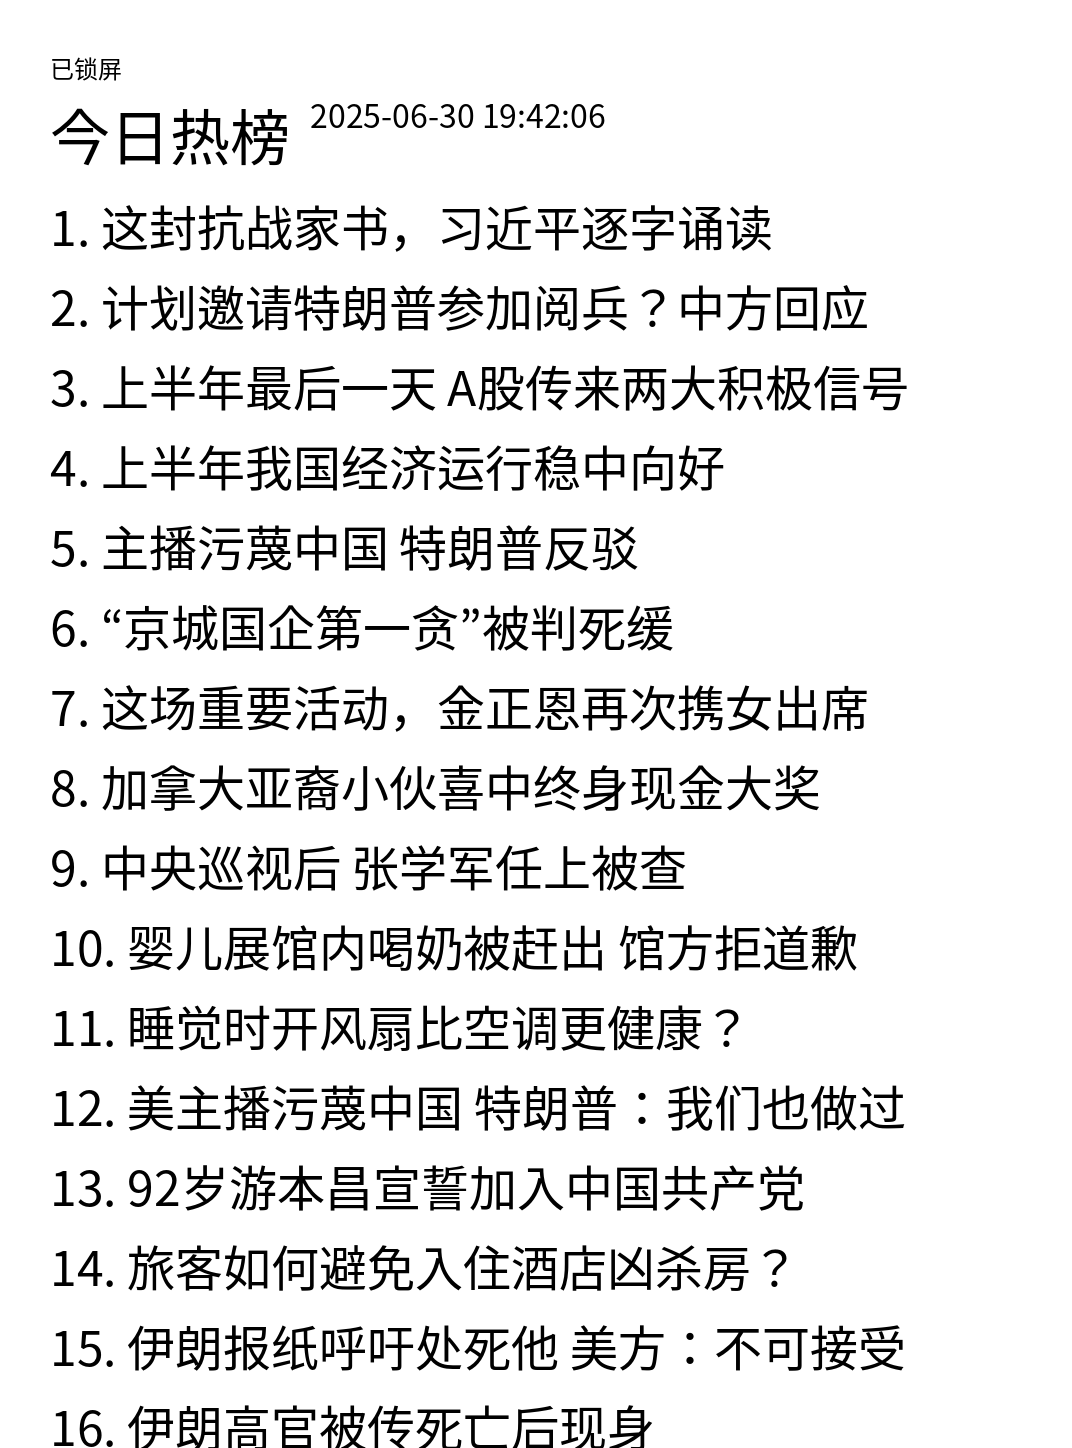 已锁屏
今日热榜 2025-06-30 19:42:06
1. 这封抗战家书，习近平逐字诵读
2. 计划邀请特朗普参加阅兵？中方回应
3. 上半年最后一天 A股传来两大积极信号
4. 上半年我国经济运行稳中向好
5. 主播污蔑中国 特朗普反驳
6. “京城国企第一贪”被判死缓
7. 这场重要活动，金正恩再次携女出席
8. 加拿大亚裔小伙喜中终身现金大奖
9. 中央巡视后 张学军任上被查
10. 婴儿展馆内喝奶被赶出 馆方拒道歉
11. 睡觉时开风扇比空调更健康？
12. 美主播污蔑中国 特朗普：我们也做过
13. 92岁游本昌宣誓加入中国共产党
14. 旅客如何避免入住酒店凶杀房？
15. 伊朗报纸呼吁处死他 美方：不可接受
16. 伊朗高官被传死亡后现身